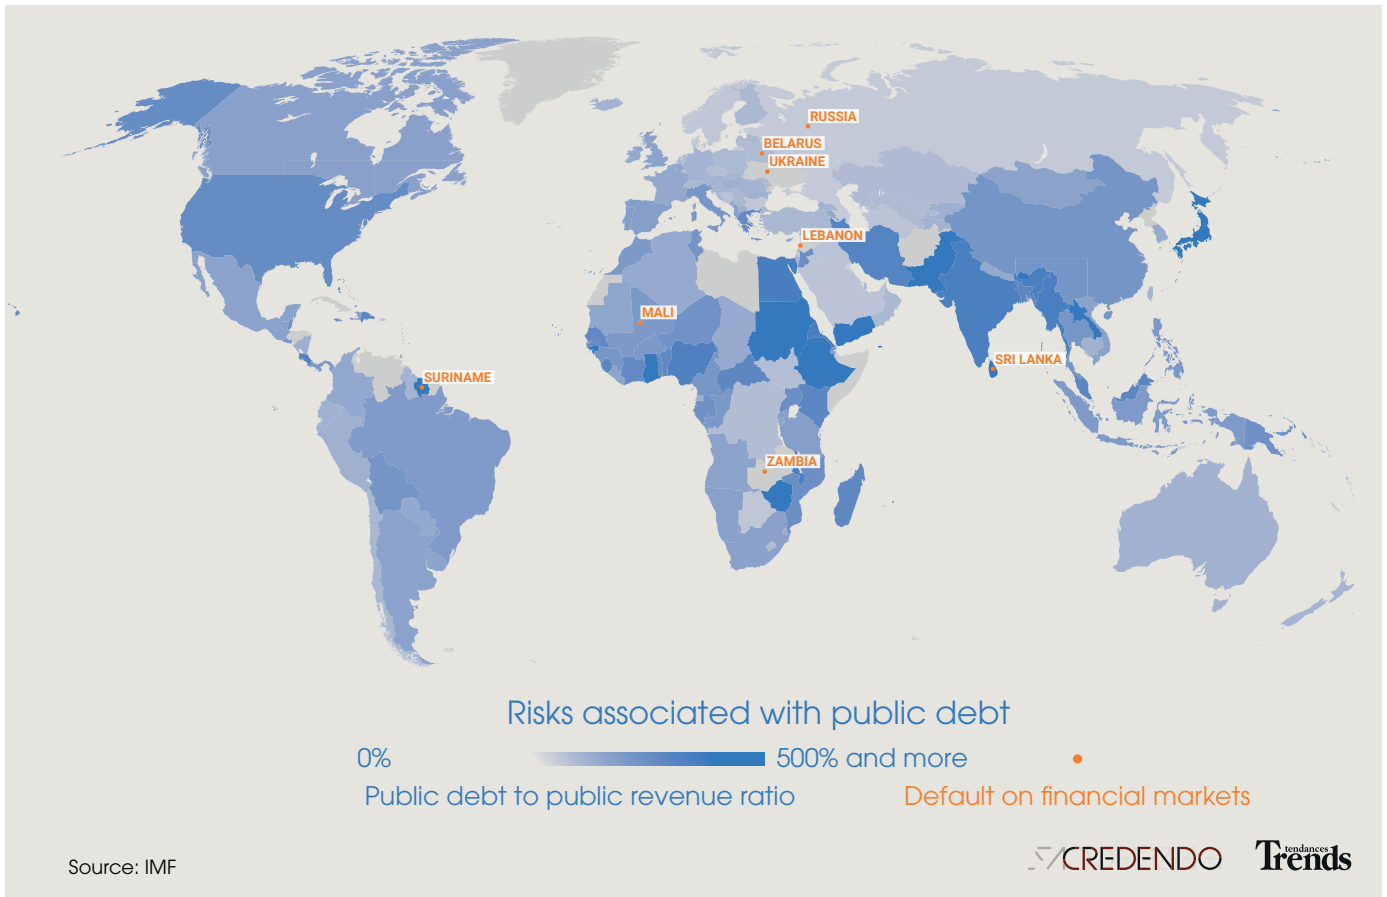 RUSSIA
BELARUS
UKRAINE
LEBANON
MALI
SRI LANKA
SURINAME
ZAMBIA
Risks associated with public debt
0%
500% and more
Public debt to public revenue ratio
Default on financial markets
Source: IMF
CREDENDO
tendances
Trends